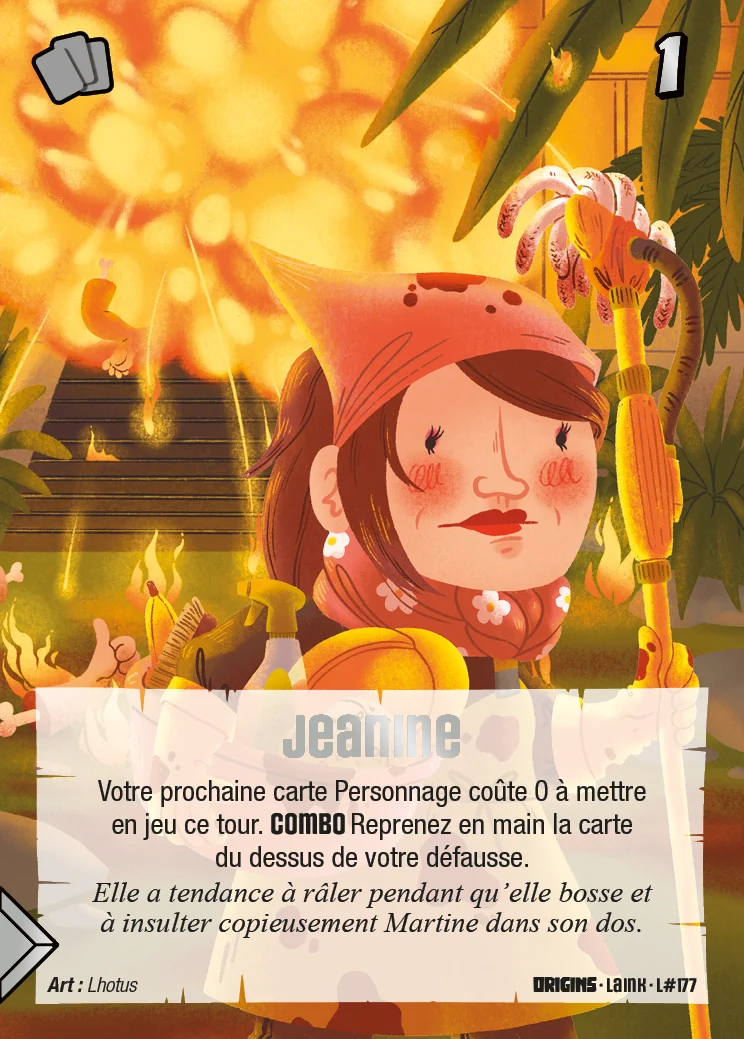 1
Jeanine
Votre prochaine carte Personnage coûte 0 à mettre
en jeu ce tour. COMBO Reprenez en main la carte
du dessus de votre défausse.
Elle a tendance à râler pendant qu’elle bosse et
à insulter copieusement Martine dans son dos.
Art : Lhotus
ORIGINS · LAINK · L#177